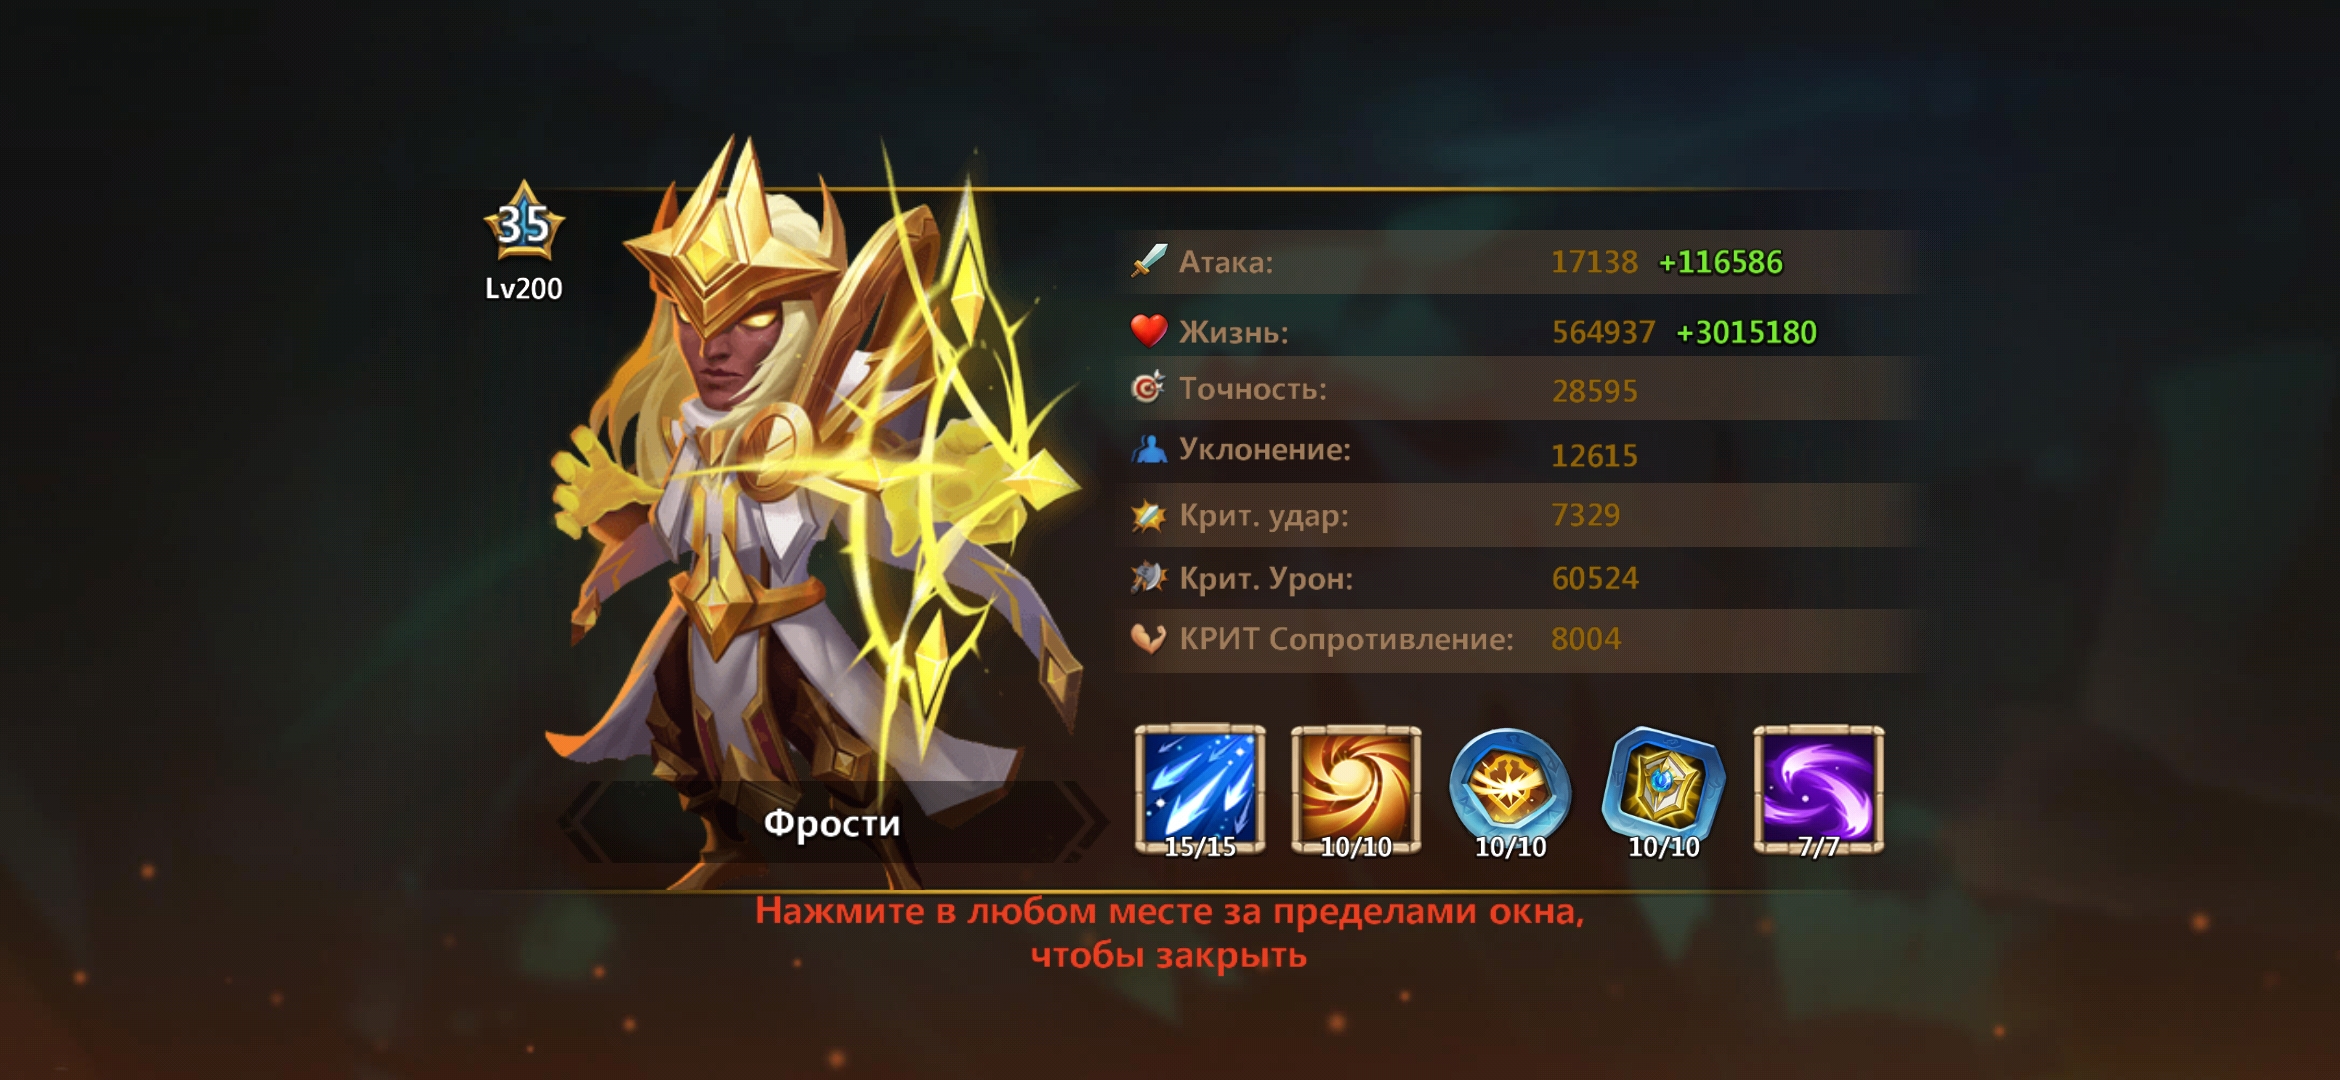 35
Lv200
Атака: 17138 +116586
Жизнь: 564937 +3015180
Точность: 28595
Уклонение: 12615
Крит. удар: 7329
Крит. Урон: 60524
КРИТ Сопротивление: 8004
Фрости
15/15 10/10 10/10 10/10 7/7
Нажмите в любом месте за пределами окна,
чтобы закрыть